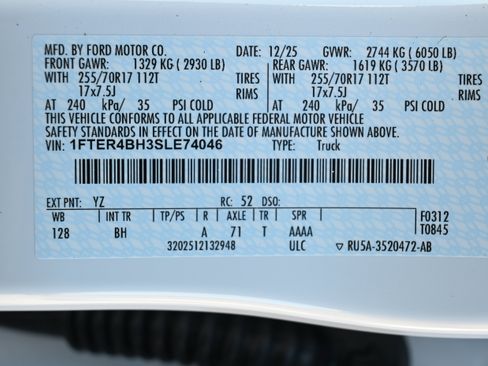 MFD. BY FORD MOTOR CO. DATE: 12/25 GVWR: 2744 KG (6050 LB)
FRONT GAWR: 1329 KG (2930 LB) REAR GAWR: 1619 KG (3570 LB)
WITH 255/70R17 112T TIRES WITH 255/70R17 112T TIRES
17x7.5J RIMS 17x7.5J RIMS
AT 240 kPa/ 35 PSI COLD AT 240 kPa/ 35 PSI COLD
THIS VEHICLE CONFORMS TO ALL APPLICABLE FEDERAL MOTOR VEHICLE
SAFETY STANDARDS IN EFFECT ON THE DATE OF MANUFACTURE SHOWN ABOVE.
VIN: 1FTER4BH3SLE74046 TYPE: Truck
EXT PNT: YZ RC: 52 DSO:
WB INT TR TP/PS R AXLE TR SPR F0312
128 BH A 71 T AAAA T0845
3202512132948 ULC ▽ RU5A-3520472-AB